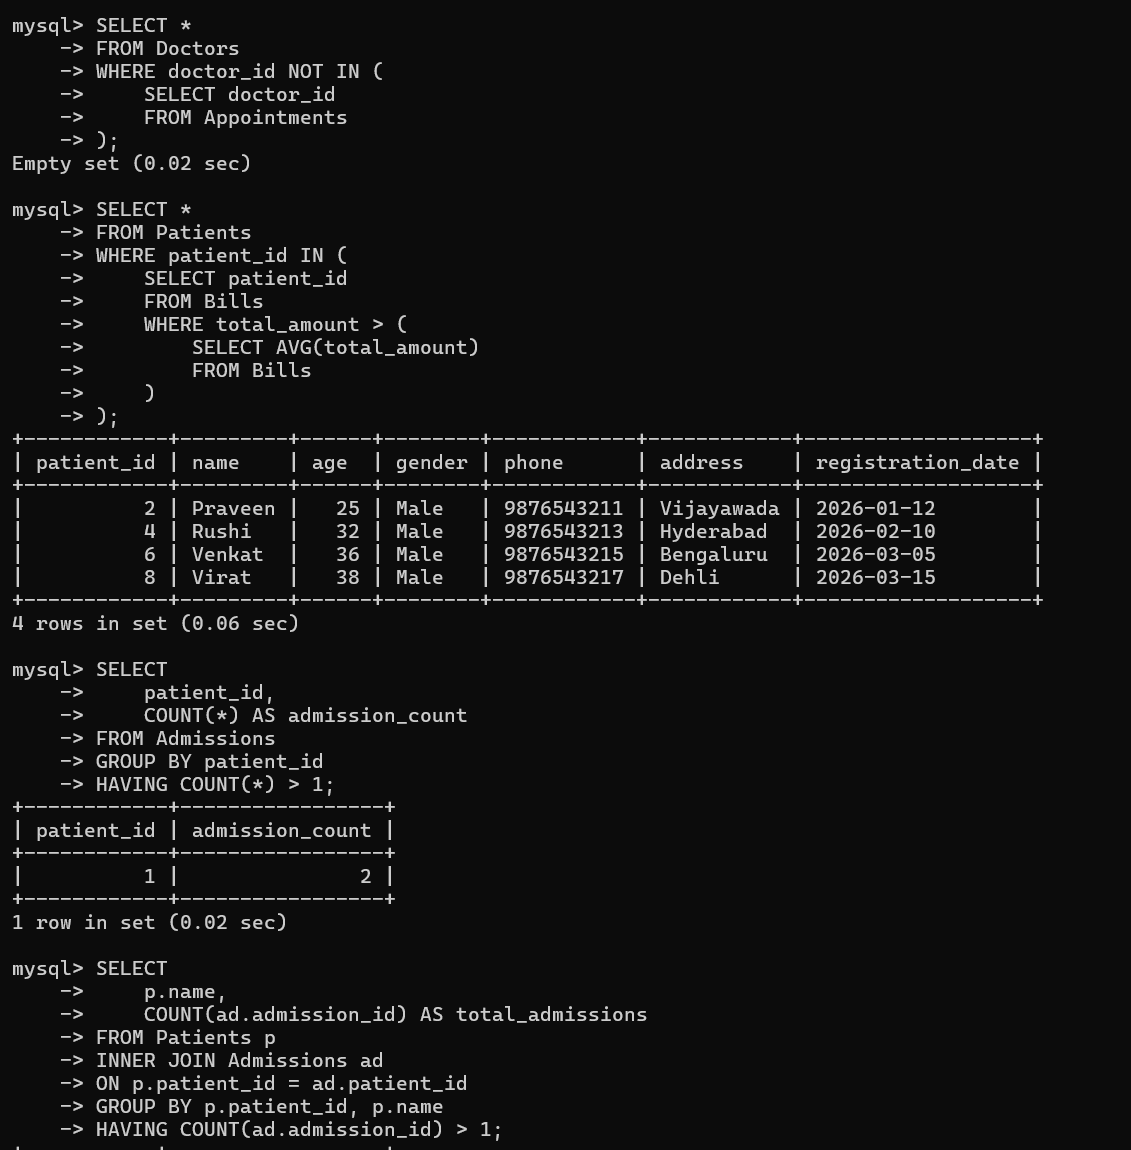 mysql> SELECT *
    -> FROM Doctors
    -> WHERE doctor_id NOT IN (
    ->     SELECT doctor_id
    ->     FROM Appointments
    -> );
Empty set (0.02 sec)

mysql> SELECT *
    -> FROM Patients
    -> WHERE patient_id IN (
    ->     SELECT patient_id
    ->     FROM Bills
    ->     WHERE total_amount > (
    ->         SELECT AVG(total_amount)
    ->         FROM Bills
    ->     )
    -> );
+------------+---------+------+--------+------------+------------+-------------------+
| patient_id | name    | age  | gender | phone      | address    | registration_date |
+------------+---------+------+--------+------------+------------+-------------------+
|          2 | Praveen |   25 | Male   | 9876543211 | Vijayawada | 2026-01-12        |
|          4 | Rushi   |   32 | Male   | 9876543213 | Hyderabad  | 2026-02-10        |
|          6 | Venkat  |   36 | Male   | 9876543215 | Bengaluru  | 2026-03-05        |
|          8 | Virat   |   38 | Male   | 9876543217 | Dehli      | 2026-03-15        |
+------------+---------+------+--------+------------+------------+-------------------+
4 rows in set (0.06 sec)

mysql> SELECT
    ->     patient_id,
    ->     COUNT(*) AS admission_count
    -> FROM Admissions
    -> GROUP BY patient_id
    -> HAVING COUNT(*) > 1;
+------------+-----------------+
| patient_id | admission_count |
+------------+-----------------+
|          1 |               2 |
+------------+-----------------+
1 row in set (0.02 sec)

mysql> SELECT
    ->     p.name,
    ->     COUNT(ad.admission_id) AS total_admissions
    -> FROM Patients p
    -> INNER JOIN Admissions ad
    -> ON p.patient_id = ad.patient_id
    -> GROUP BY p.patient_id, p.name
    -> HAVING COUNT(ad.admission_id) > 1;